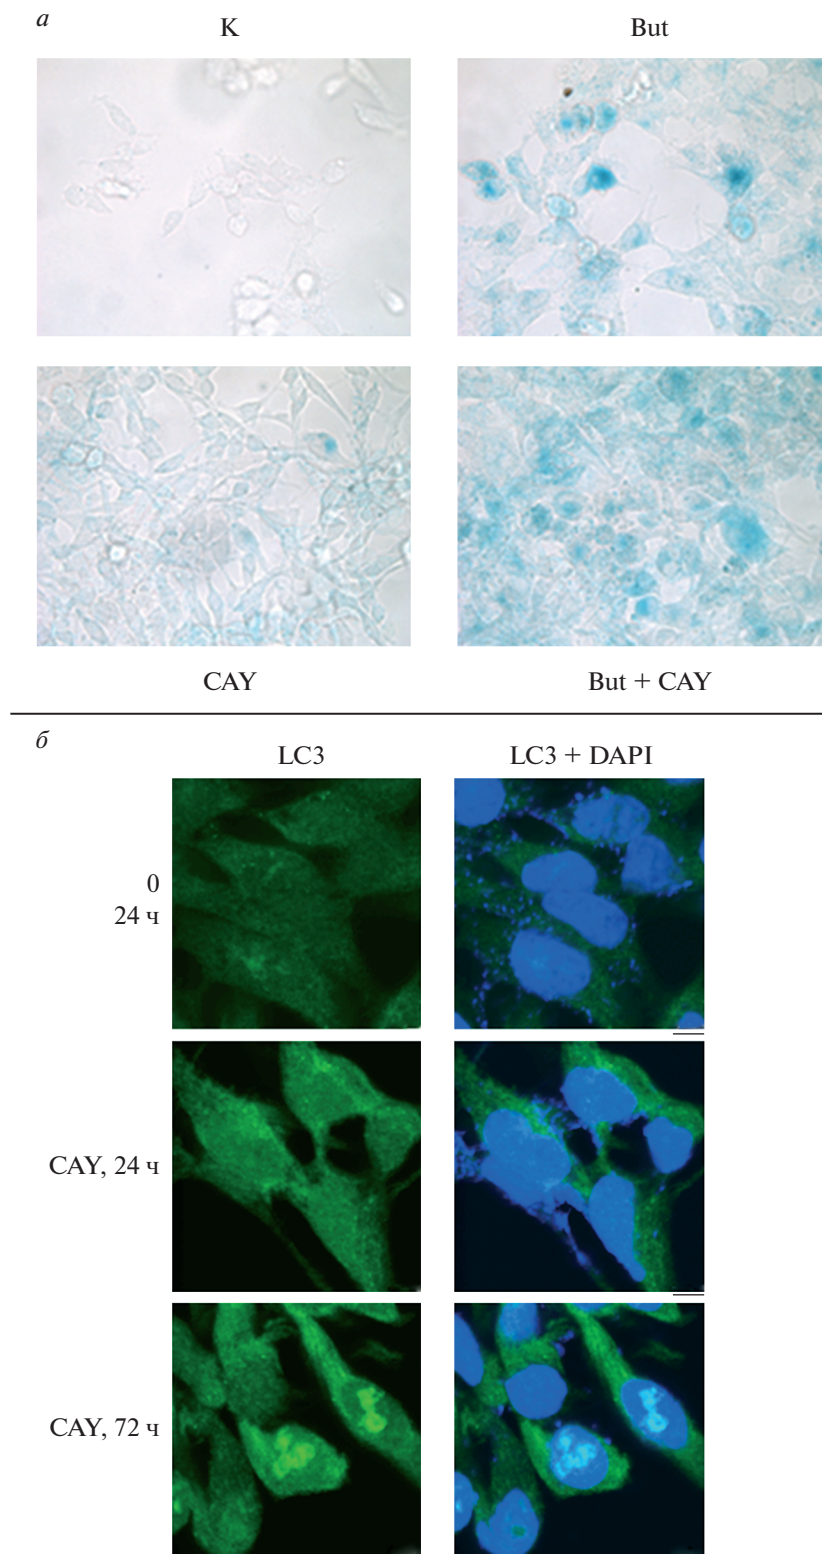 а
К But
CAY But + CAY
б
LC3 LC3 + DAPI
0
24 ч
CAY, 24 ч
CAY, 72 ч